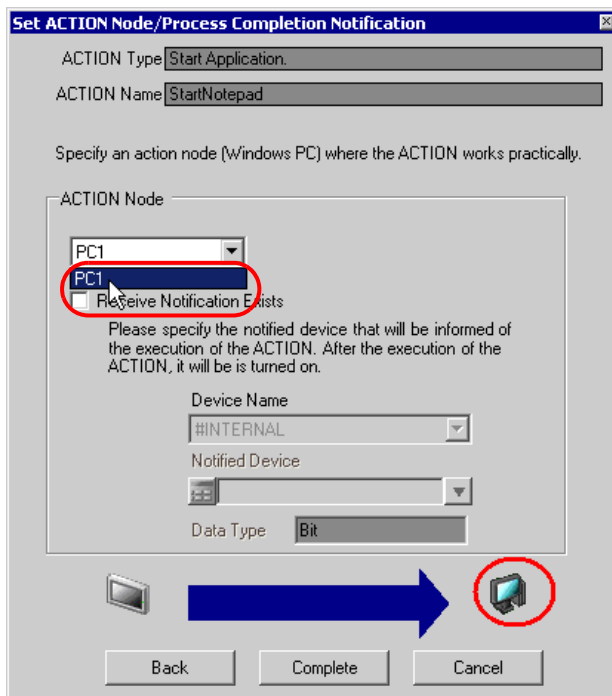 Set ACTION Node/Process Completion Notification
ACTION Type Start Application.
ACTION Name StartNotepad
Specify an action node (Windows PC) where the ACTION works practically.
ACTION Node
PC1
PC1
Receive Notification Exists
Please specify the notified device that will be informed of
the execution of the ACTION. After the execution of the
ACTION, it will be is turned on.
Device Name
#INTERNAL
Notified Device
Data Type Bit
Back Complete Cancel